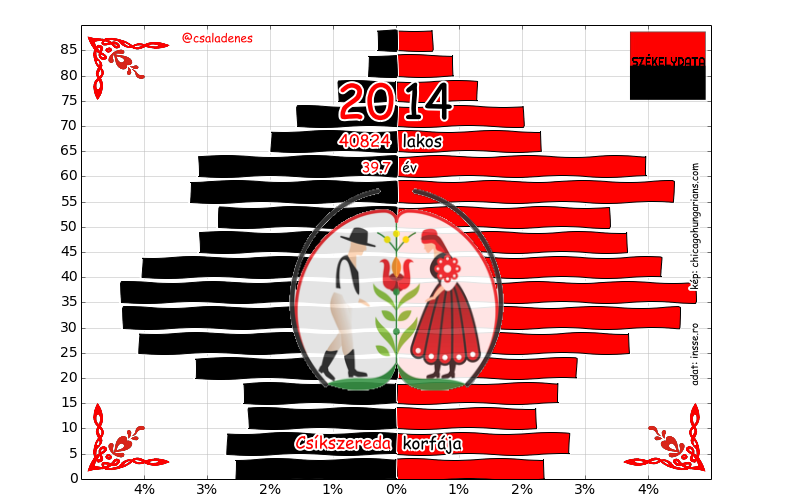 @csaladenes
SZÉKELYDATA
2014
40824 lakos
39.7 év
kép: chicagohungarians.com
adat: insse.ro
Csíkszereda korfája
85
80
75
70
65
60
55
50
45
40
35
30
25
20
15
10
5
0
4% 3% 2% 1% 0% 1% 2% 3% 4%